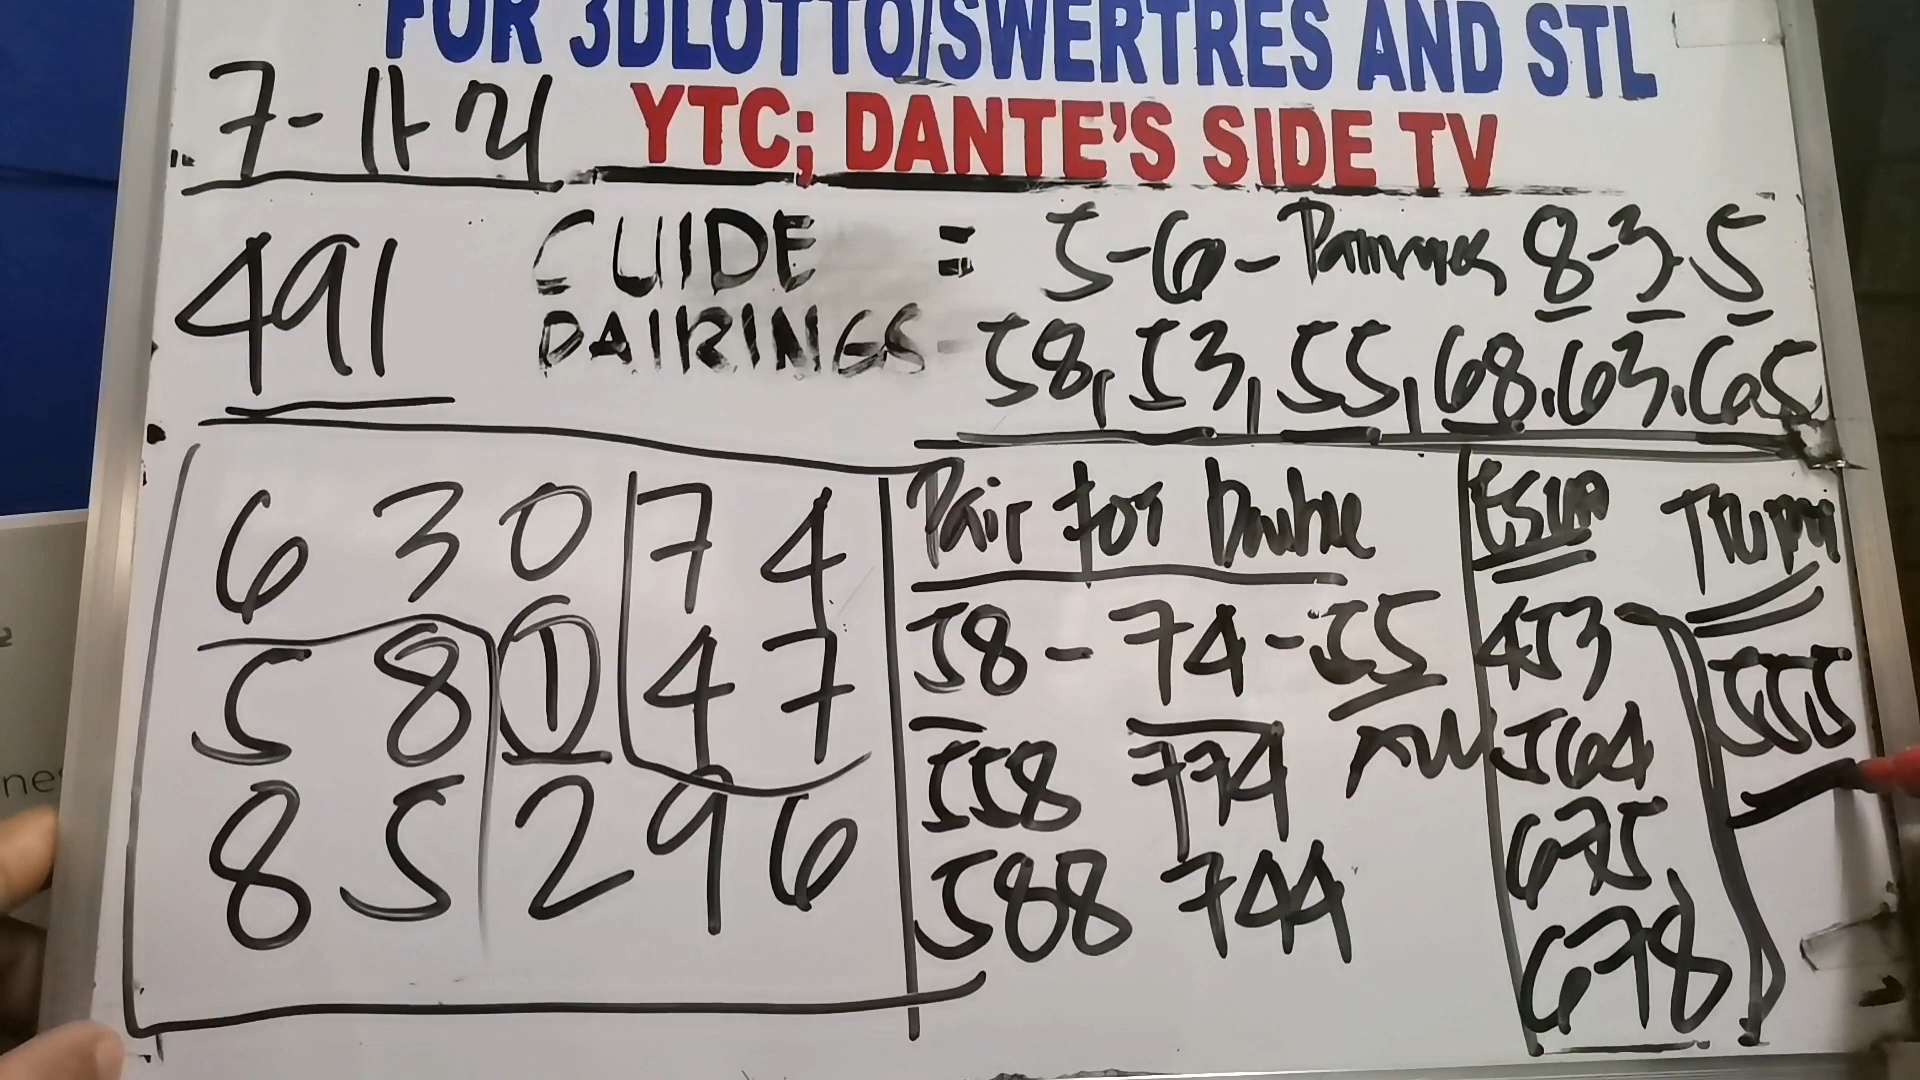 FOR 3DLOTTO/SWERTRES AND STL
7-11-21 YTC; DANTE'S SIDE TV
491 GUIDE = 5-6- 8-3-5
PAIRINGS- 58, 53, 55, 68, 63, 65
6 3 0 7 4
5 8 1 4 7
8 5 2 9 6
Pair for Double
58-74-55
558 774
588 744
453
564
675
678
555